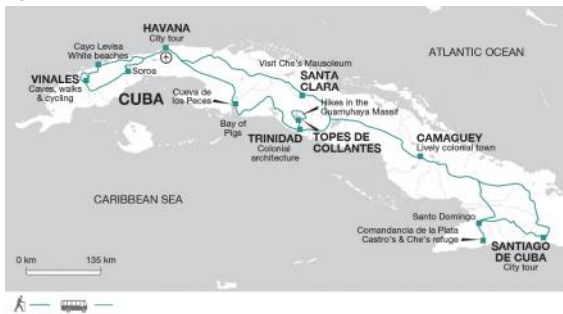 HAVANA
City tour
ATLANTIC OCEAN
Cayo Levisa
White beaches
Soroa
VINALES
Caves, walks
& cycling
Visit Che's Mausoleum
SANTA
CLARA
CUBA
Cueva de
los Peces
Hikes in the
Guamuhaya Massif
Bay of
Pigs
TRINIDAD
Colonial
architecture
TOPES DE
COLLANTES
CAMAGUEY
Lively colonial town
CARIBBEAN SEA
Santo Domingo
Comandancia de la Plata
Castro's & Che's refuge
SANTIAGO
DE CUBA
City tour
0 km
135 km